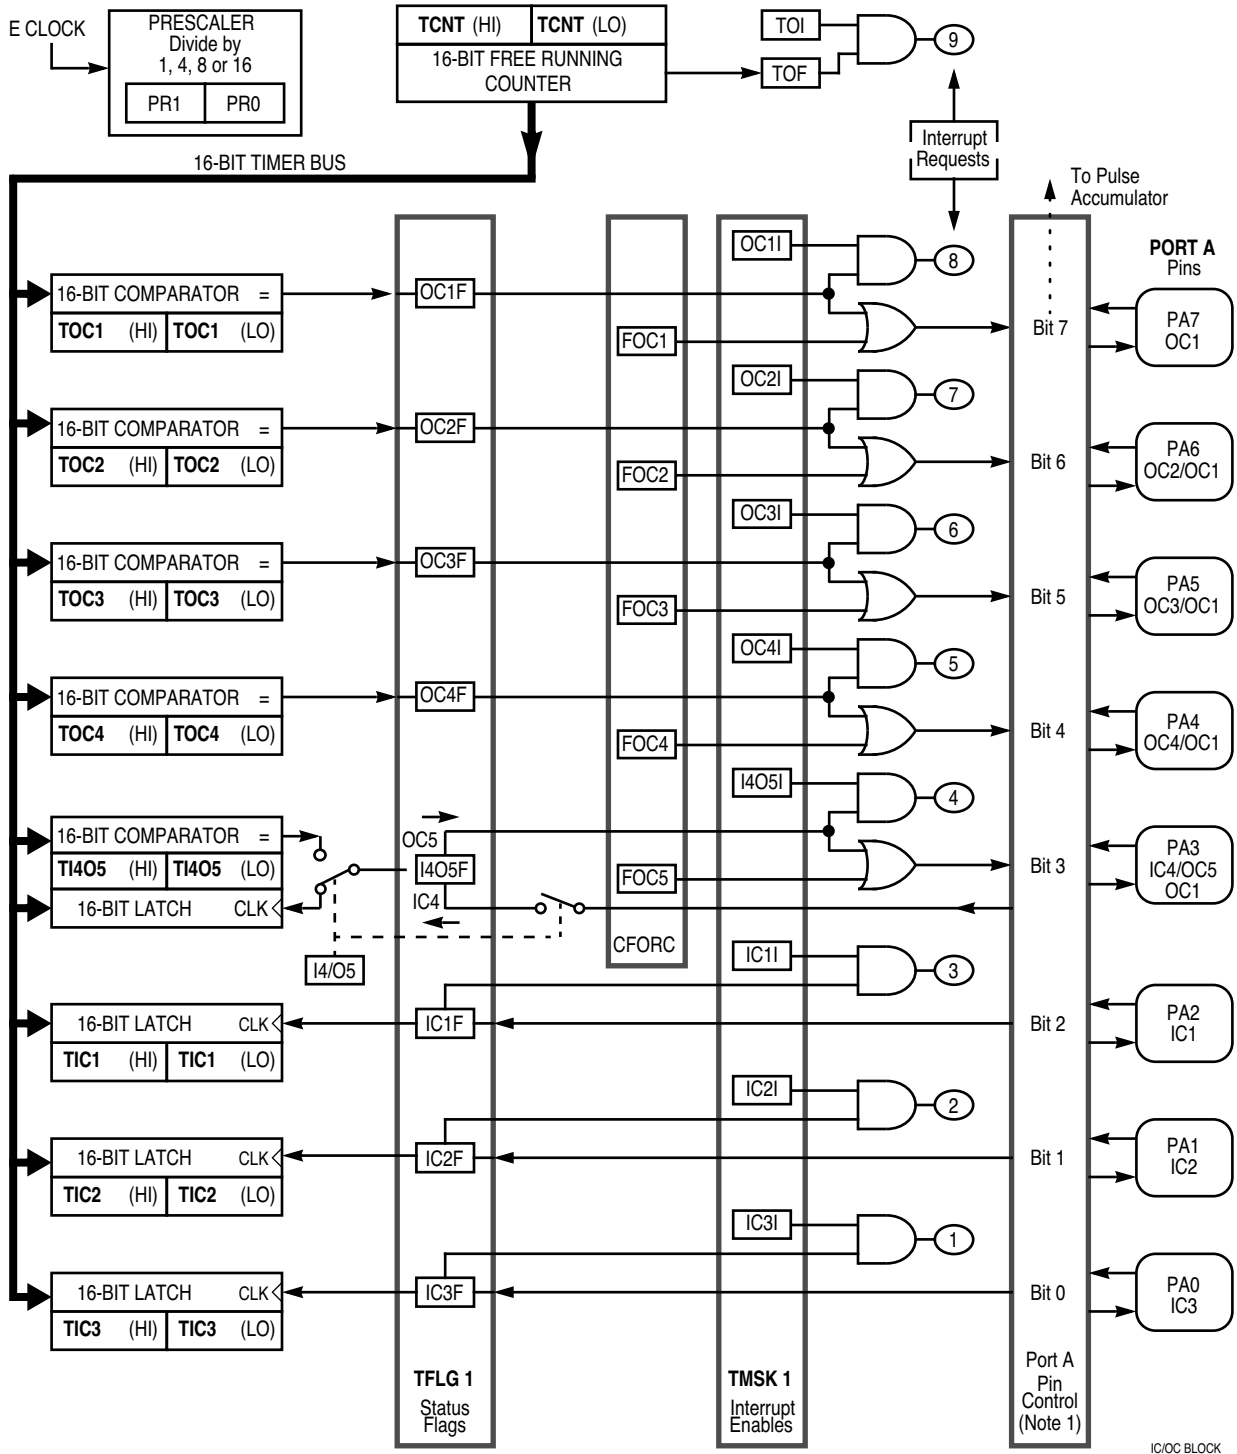 E CLOCK
PRESCALER
Divide by
1, 4, 8 or 16
PR1 PR0
TCNT (HI) TCNT (LO)
16-BIT FREE RUNNING
COUNTER
TOI
TOF
9
Interrupt
Requests
16-BIT TIMER BUS
To Pulse
Accumulator
PORT A
Pins
OC1I
8
16-BIT COMPARATOR =
TOC1 (HI) TOC1 (LO)
OC1F
FOC1
Bit 7
PA7
OC1
OC2I
7
16-BIT COMPARATOR =
TOC2 (HI) TOC2 (LO)
OC2F
FOC2
Bit 6
PA6
OC2/OC1
OC3I
6
16-BIT COMPARATOR =
TOC3 (HI) TOC3 (LO)
OC3F
FOC3
Bit 5
PA5
OC3/OC1
OC4I
5
16-BIT COMPARATOR =
TOC4 (HI) TOC4 (LO)
OC4F
FOC4
Bit 4
PA4
OC4/OC1
I4O5I
4
16-BIT COMPARATOR =
TI4O5 (HI) TI4O5 (LO)
16-BIT LATCH CLK
OC5
I4O5F
IC4
I4/O5
FOC5
CFORC
Bit 3
PA3
IC4/OC5
OC1
IC1I
3
16-BIT LATCH CLK
TIC1 (HI) TIC1 (LO)
IC1F
Bit 2
PA2
IC1
IC2I
2
16-BIT LATCH CLK
TIC2 (HI) TIC2 (LO)
IC2F
Bit 1
PA1
IC2
IC3I
1
16-BIT LATCH CLK
TIC3 (HI) TIC3 (LO)
IC3F
Bit 0
PA0
IC3
TFLG 1
Status
Flags
TMSK 1
Interrupt
Enables
Port A
Pin
Control
(Note 1)
IC/OC BLOCK